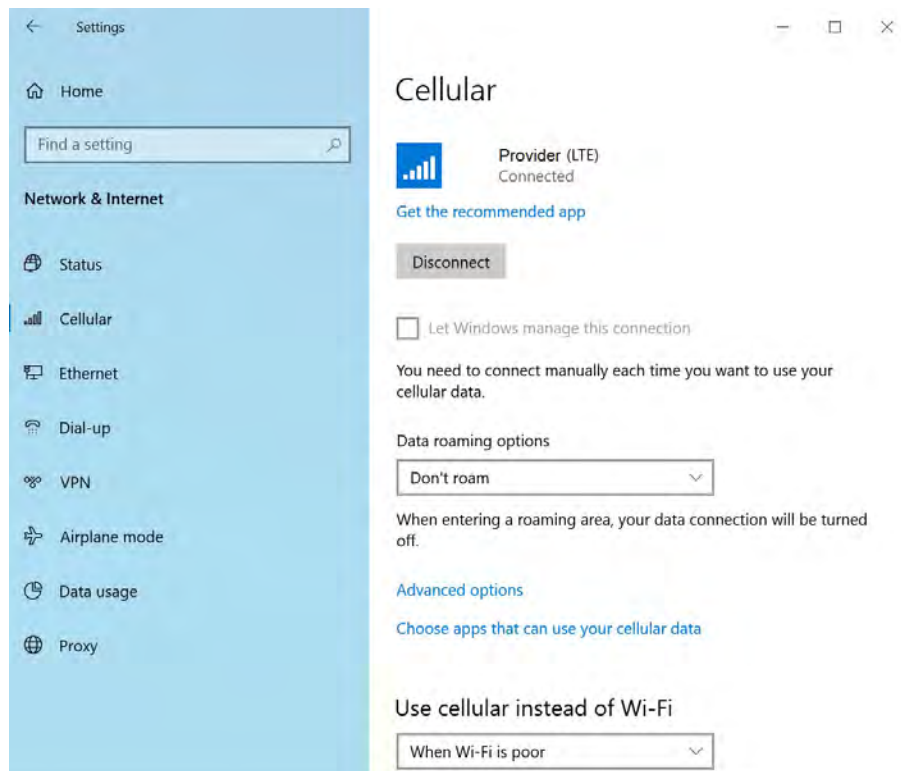 Settings
Home
Find a setting
Network & Internet
Status
Cellular
Ethernet
Dial-up
VPN
Airplane mode
Data usage
Proxy
Cellular
Provider (LTE)
Connected
Get the recommended app
Disconnect
Let Windows manage this connection
You need to connect manually each time you want to use your
cellular data.
Data roaming options
Don't roam
When entering a roaming area, your data connection will be turned
off.
Advanced options
Choose apps that can use your cellular data
Use cellular instead of Wi-Fi
When Wi-Fi is poor